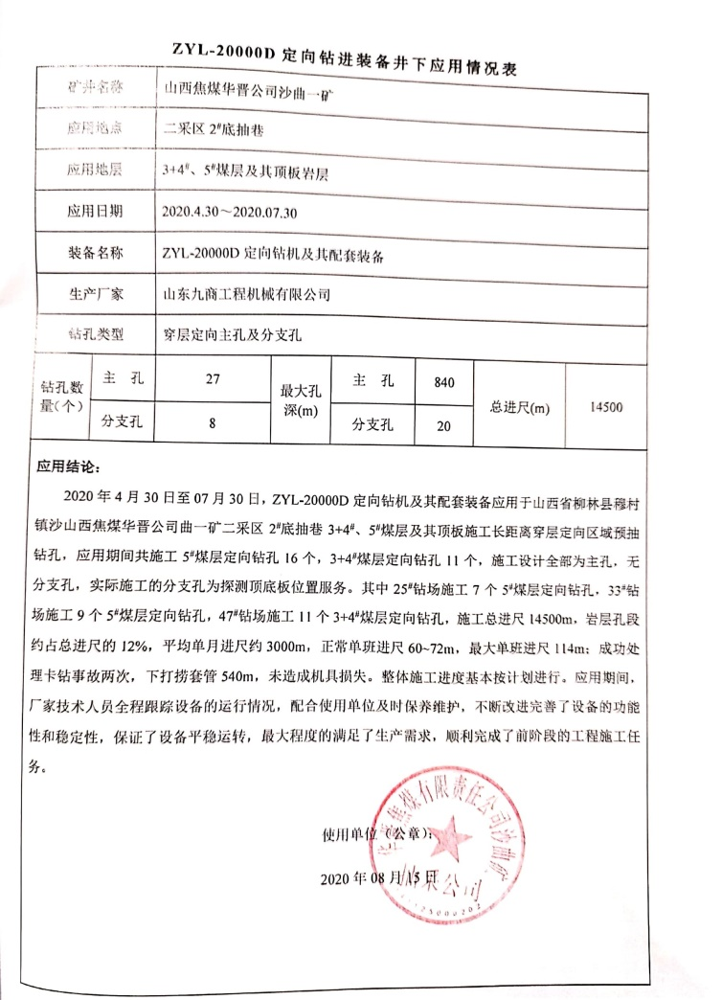 ZYL-20000D 定向钻进装备井下应用情况表
矿井名称 山西焦煤华晋公司沙曲一矿
应用地点 二采区 2#底抽巷
应用地层 3+4#、5#煤层及其顶板岩层
应用日期 2020.4.30～2020.07.30
装备名称 ZYL-20000D 定向钻机及其配套装备
生产厂家 山东九商工程机械有限公司
钻孔类型 穿层定向主孔及分支孔
钻孔数量(个) 主 孔 27 最大孔深(m) 主 孔 840 总进尺(m) 14500
分支孔 8 分支孔 20
应用结论：
2020 年 4 月 30 日至 07 月 30 日，ZYL-20000D 定向钻机及其配套装备应用于山西省柳林县穆村
镇沙山西焦煤华晋公司曲一矿二采区 2#底抽巷 3+4#、5#煤层及其顶板施工长距离穿层定向区域预抽
钻孔，应用期间共施工 5#煤层定向钻孔 16 个，3+4#煤层定向钻孔 11 个，施工设计全部为主孔，无
分支孔，实际施工的分支孔为探测顶底板位置服务。其中 25#钻场施工 7 个 5#煤层定向钻孔，33#钻
场施工 9 个 5#煤层定向钻孔，47#钻场施工 11 个 3+4#煤层定向钻孔，施工总进尺 14500m，岩层孔段
约占总进尺的 12%，平均单月进尺约 3000m，正常单班进尺 60~72m，最大单班进尺 114m；成功处
理卡钻事故两次，下打捞套管 540m，未造成机具损失。整体施工进度基本按计划进行。应用期间，
厂家技术人员全程跟踪设备的运行情况，配合使用单位及时保养维护，不断改进完善了设备的功能
性和稳定性，保证了设备平稳运转，最大程度的满足了生产需求，顺利完成了前阶段的工程施工任
务。
使用单位（公章）：
2020 年 08 月 15 日
焦煤有限责任公司沙曲矿
抽采公司